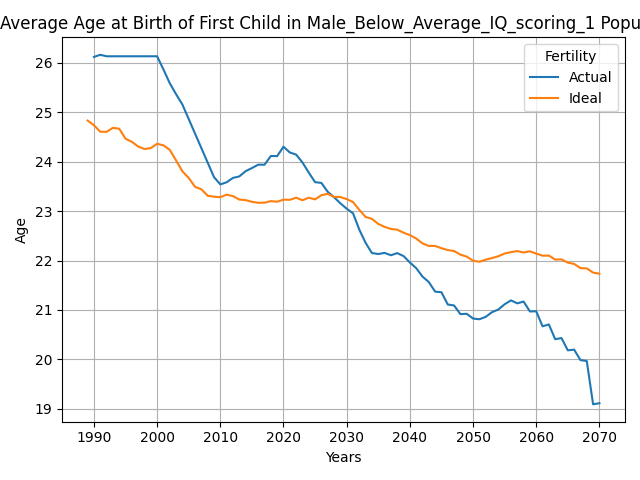 Average Age at Birth of First Child in Male_Below_Average_IQ_scoring_1 Popu
Fertility
Actual
Ideal
Age
26
25
24
23
22
21
20
19
1990 2000 2010 2020 2030 2040 2050 2060 2070
Years